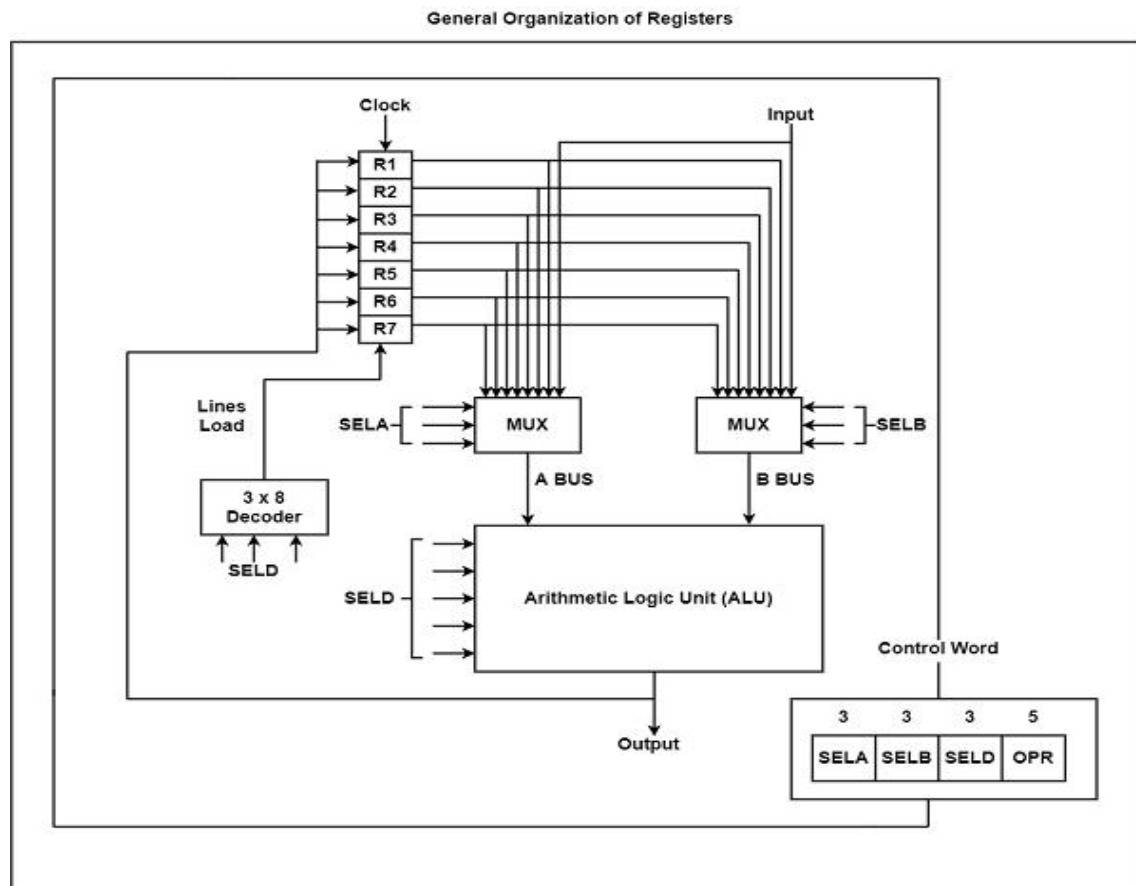 General Organization of Registers
Clock
Input
R1
R2
R3
R4
R5
R6
R7
Lines
Load
SELA
MUX
MUX
SELB
A BUS
B BUS
3 x 8
Decoder
SELD
SELD
Arithmetic Logic Unit (ALU)
Control Word
3 3 3 5
SELA SELB SELD OPR
Output